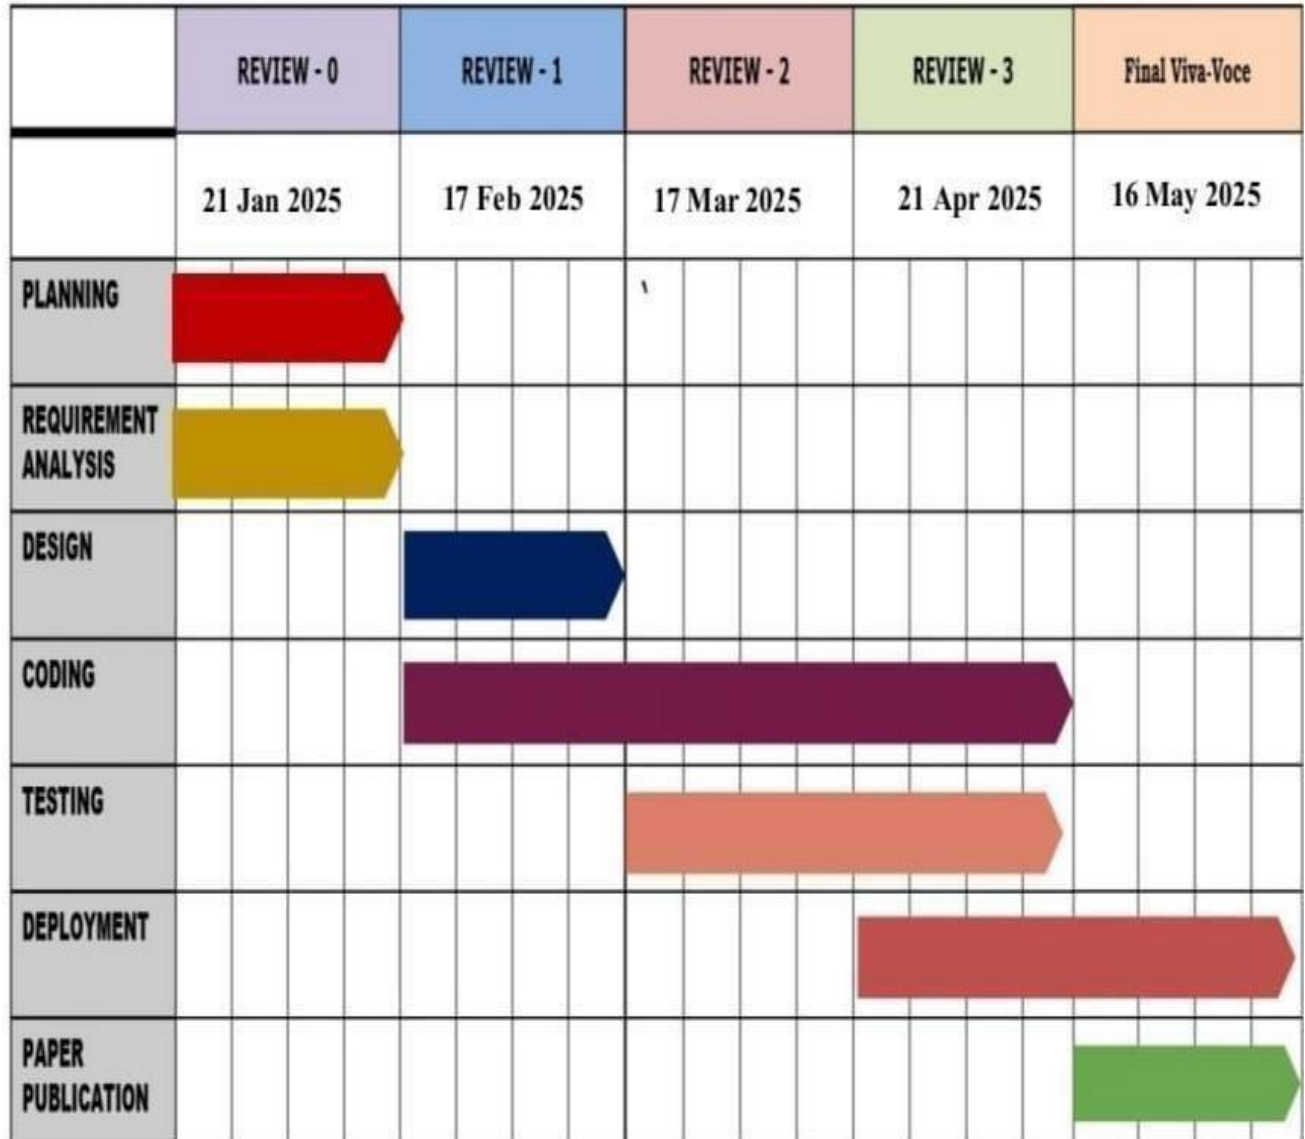 REVIEW - 0
REVIEW - 1
REVIEW - 2
REVIEW - 3
Final Viva-Voce
21 Jan 2025
17 Feb 2025
17 Mar 2025
21 Apr 2025
16 May 2025
PLANNING
REQUIREMENT
ANALYSIS
DESIGN
CODING
TESTING
DEPLOYMENT
PAPER
PUBLICATION